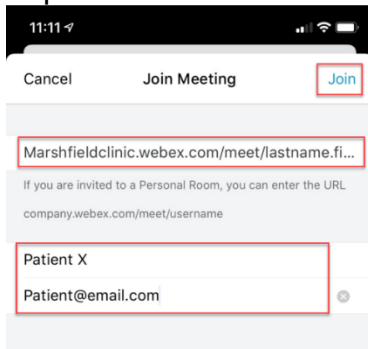 11:11
Cancel Join Meeting Join
Marshfieldclinic.webex.com/meet/lastname.fi...
If you are invited to a Personal Room, you can enter the URL
company.webex.com/meet/username
Patient X
Patient@email.com